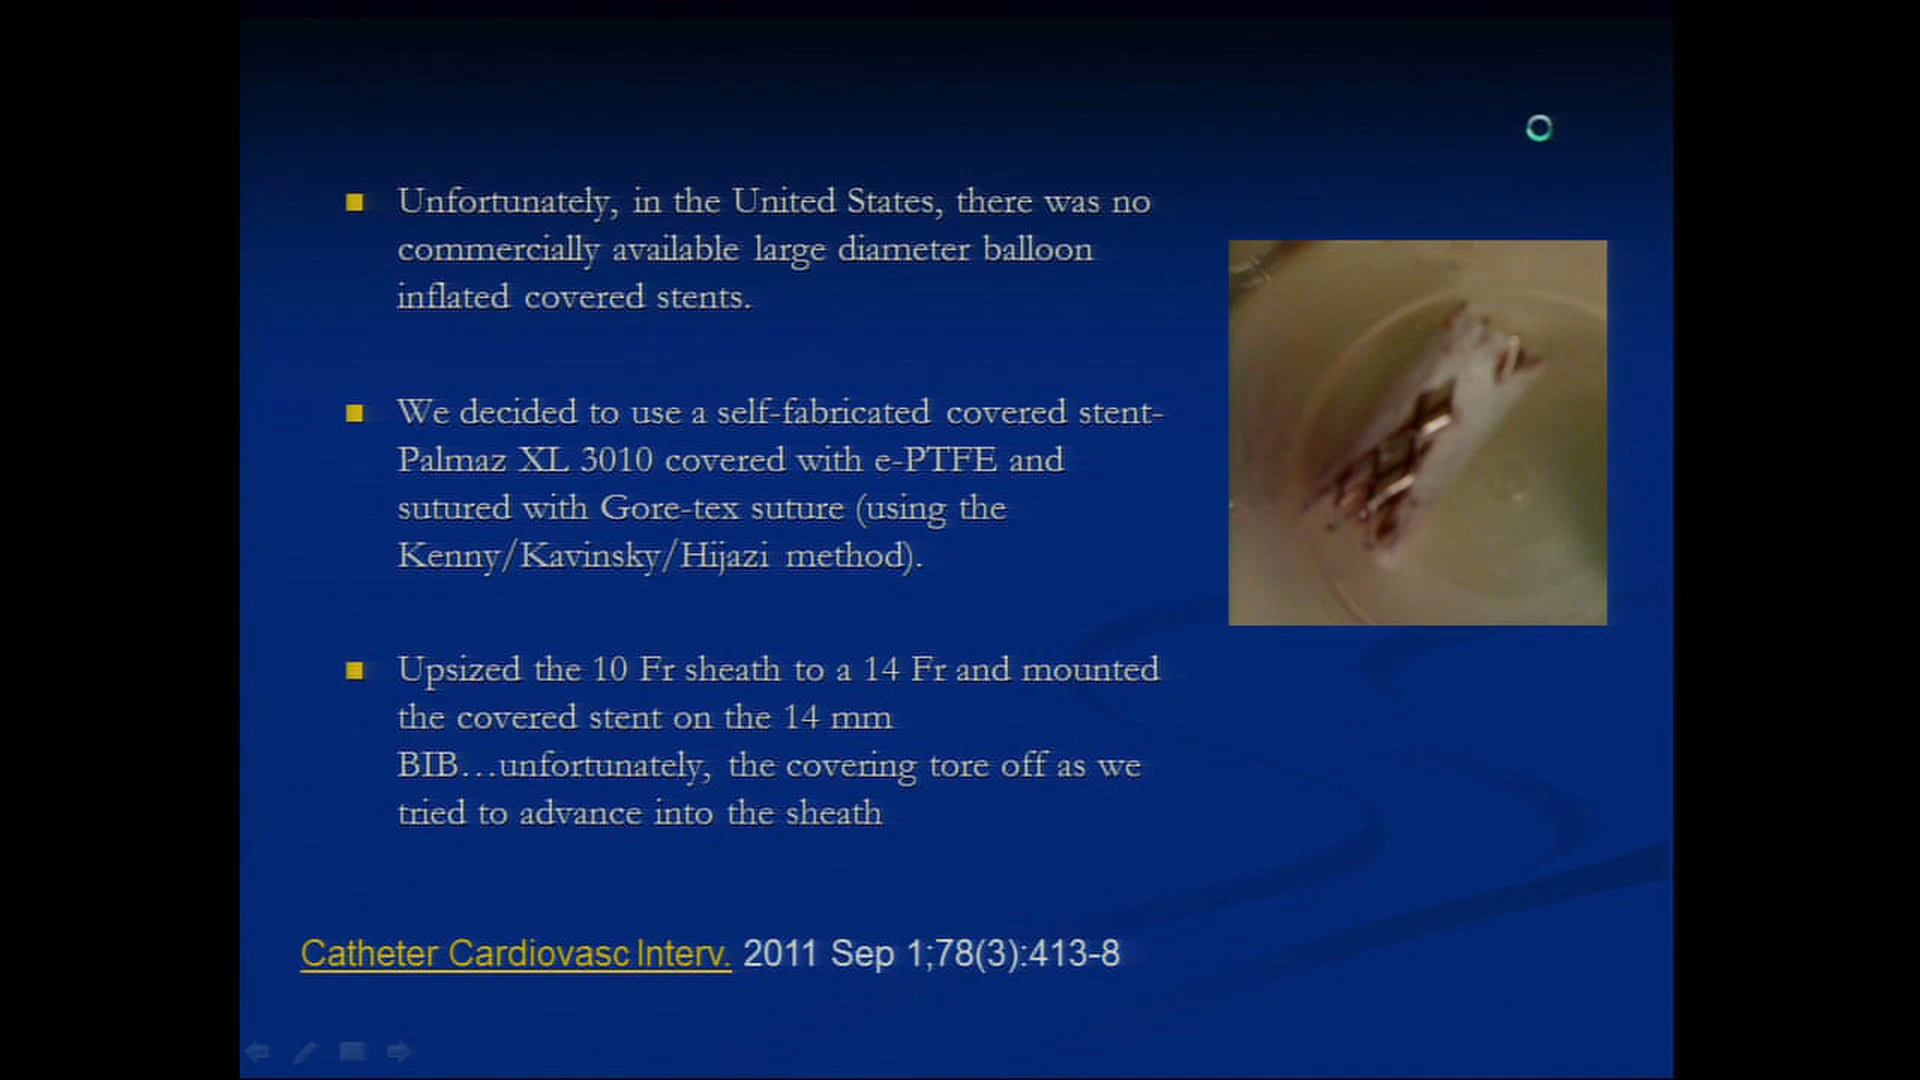 Unfortunately, in the United States, there was no
commercially available large diameter balloon
inflated covered stents.
We decided to use a self-fabricated covered stent-
Palmaz XL 3010 covered with e-PTFE and
sutured with Gore-tex suture (using the
Kenny/Kavinsky/Hijazi method).
Upsized the 10 Fr sheath to a 14 Fr and mounted
the covered stent on the 14 mm
BIB...unfortunately, the covering tore off as we
tried to advance into the sheath
Catheter Cardiovasc Interv. 2011 Sep 1;78(3):413-8